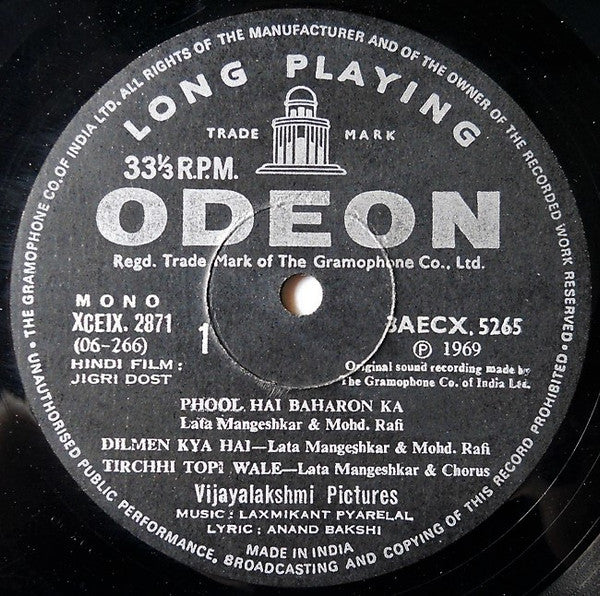 THE GRAMOPHONE CO. OF INDIA LTD. ALL RIGHTS OF THE MANUFACTURER AND OF THE OWNER OF THE RECORDED WORK RESERVED • UNAUTHORISED PUBLIC PERFORMANCE, BROADCASTING AND COPYING OF THIS RECORD PROHIBITED •
LONG PLAYING
TRADE MARK
33⅓ R.P.M.
ODEON
Regd. Trade Mark of The Gramophone Co., Ltd.
MONO
XCEIX. 2871 1 3AECX. 5265
(06-266) Ⓟ 1969
HINDI FILM : Original sound recording made by
JIGRI DOST The Gramophone Co. of India Ltd.
PHOOL HAI BAHARON KA
Lata Mangeshkar & Mohd. Rafi
DILMEN KYA HAI—Lata Mangeshkar & Mohd. Rafi
TIRCHHI TOPI WALE—Lata Mangeshkar & Chorus
Vijayalakshmi Pictures
MUSIC: LAXMIKANT PYARELAL
LYRIC: ANAND BAKSHI
MADE IN INDIA